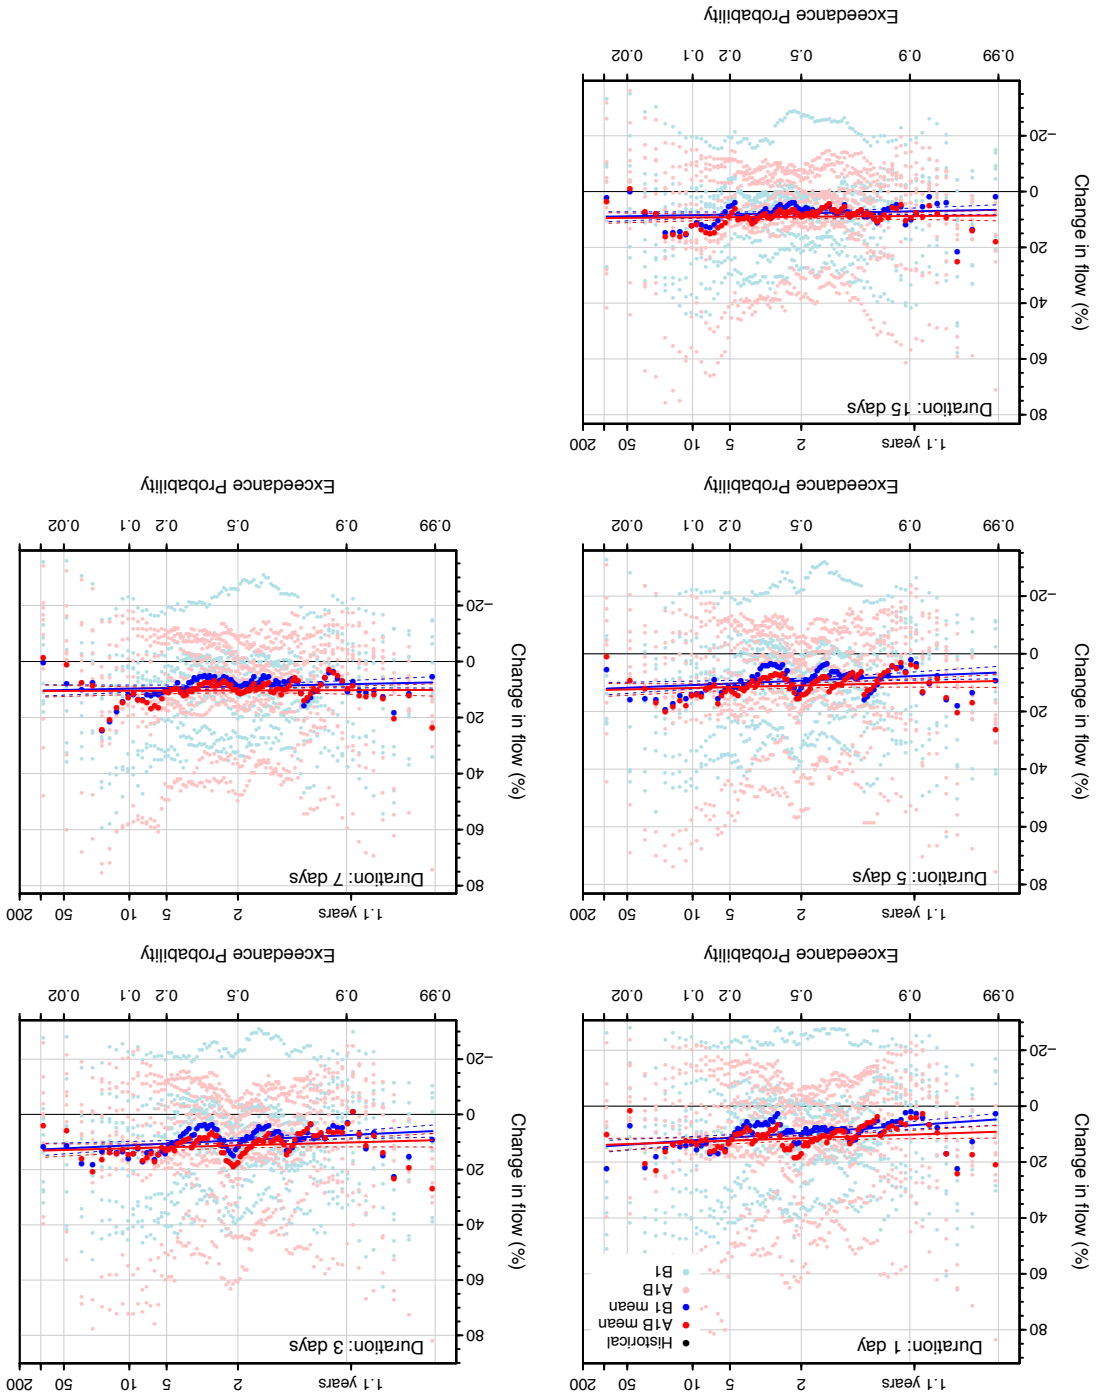 1.1 years 2 5 10 50 200
Duration: 1 day
Historical
A1B mean
B1 mean
A1B
B1
Change in flow (%)
80
60
40
20
0
−20
0.99 0.9 0.5 0.2 0.1 0.02
Exceedance Probability
1.1 years 2 5 10 50 200
Duration: 3 days
Change in flow (%)
80
60
40
20
0
−20
0.99 0.9 0.5 0.2 0.1 0.02
Exceedance Probability
1.1 years 2 5 10 50 200
Duration: 5 days
Change in flow (%)
80
60
40
20
0
−20
0.99 0.9 0.5 0.2 0.1 0.02
Exceedance Probability
1.1 years 2 5 10 50 200
Duration: 7 days
Change in flow (%)
80
60
40
20
0
−20
0.99 0.9 0.5 0.2 0.1 0.02
Exceedance Probability
1.1 years 2 5 10 50 200
Duration: 15 days
Change in flow (%)
80
60
40
20
0
−20
0.99 0.9 0.5 0.2 0.1 0.02
Exceedance Probability